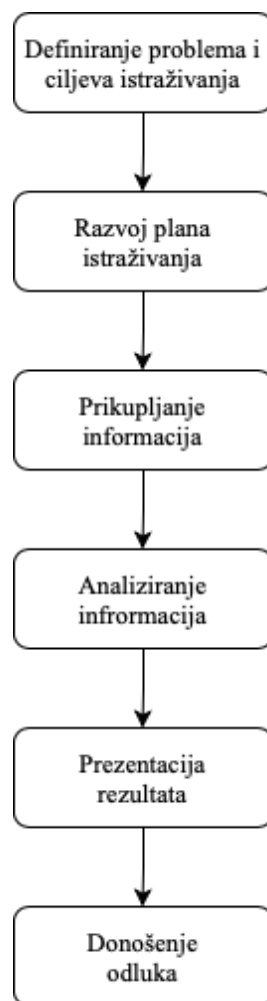 Definiranje problema i
ciljeva istraživanja
Razvoj plana
istraživanja
Prikupljanje
informacija
Analiziranje
infrormacija
Prezentacija
rezultata
Donošenje
odluka